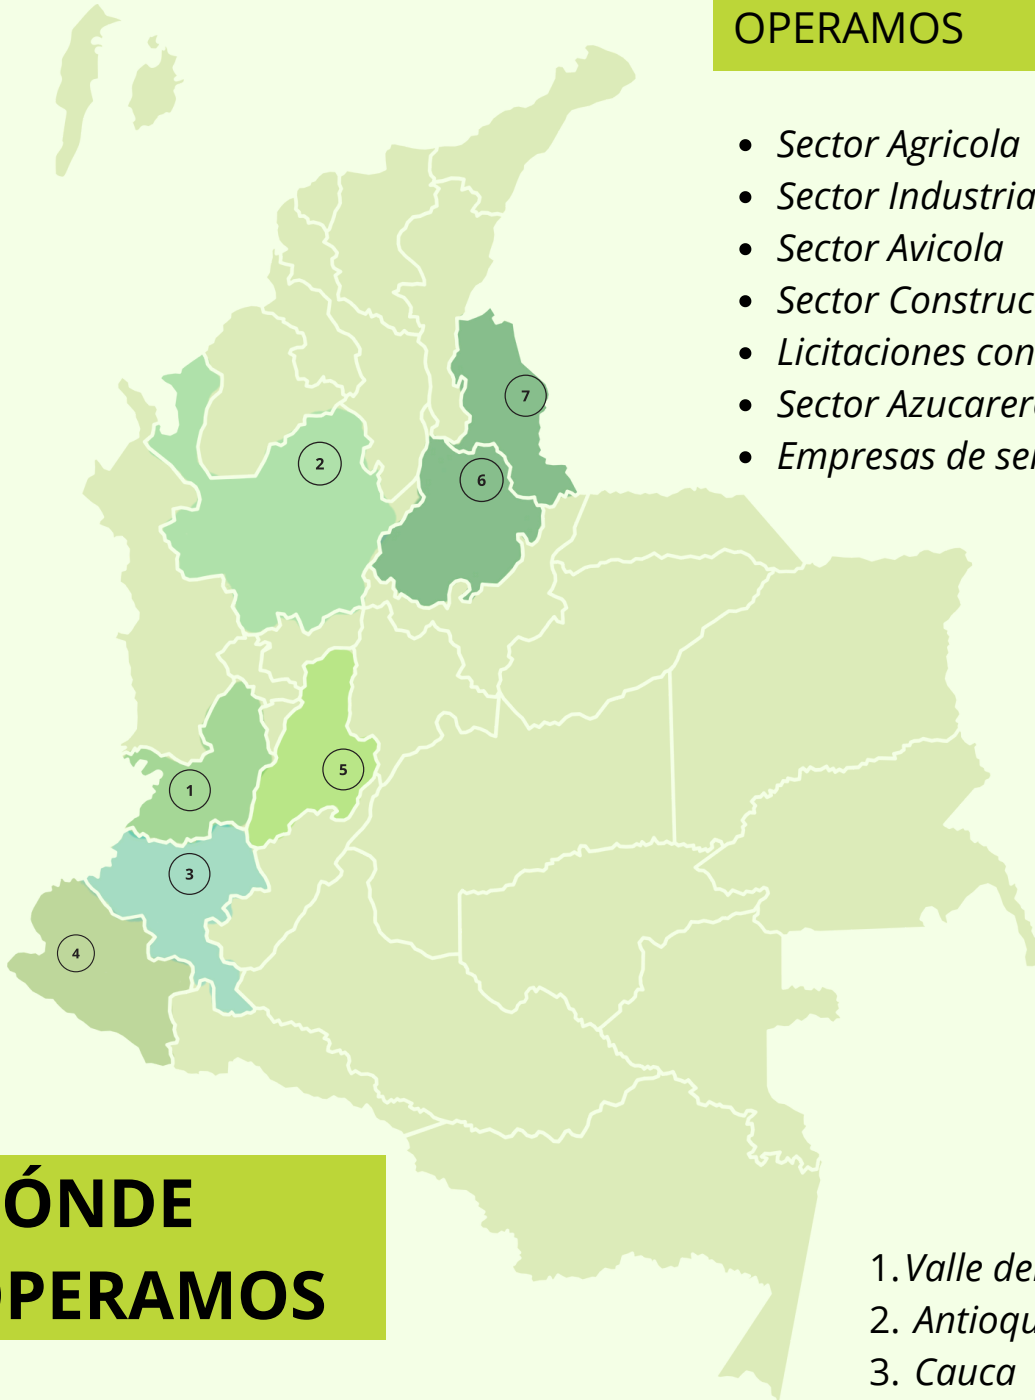 OPERAMOS
Sector Agricola
Sector Industria
Sector Avicola
Sector Construc
Licitaciones con
Sector Azucarer
Empresas de se
7
2
6
5
1
3
4
ÓNDE
OPERAMOS
1. Valle de
2. Antioqu
3. Cauca